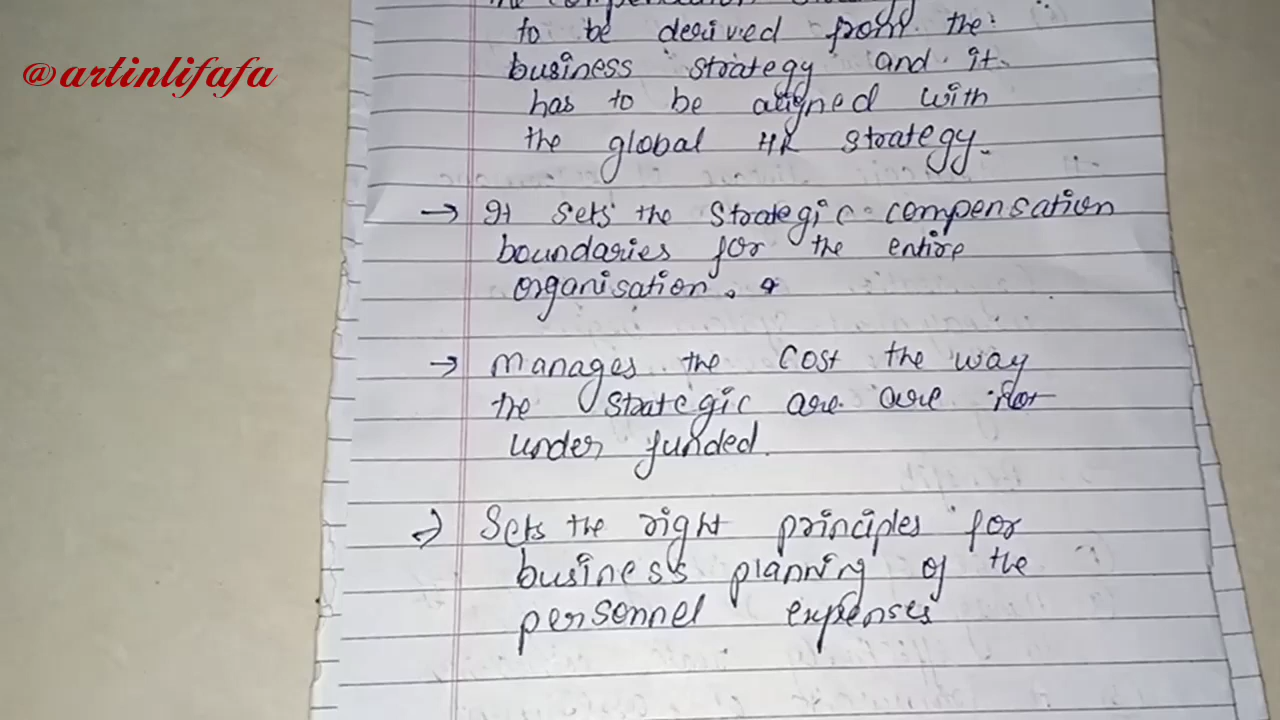 @artinlifafa
to be derived from the
business strategy and it
has to be aligned with
the global HR strategy.
→ It sets the strategic compensation
boundaries for the entire
organisation.
→ Manages the cost the way
the strategic are are not
under funded.
→ Sets the right principles for
business planning of the
personnel expenses